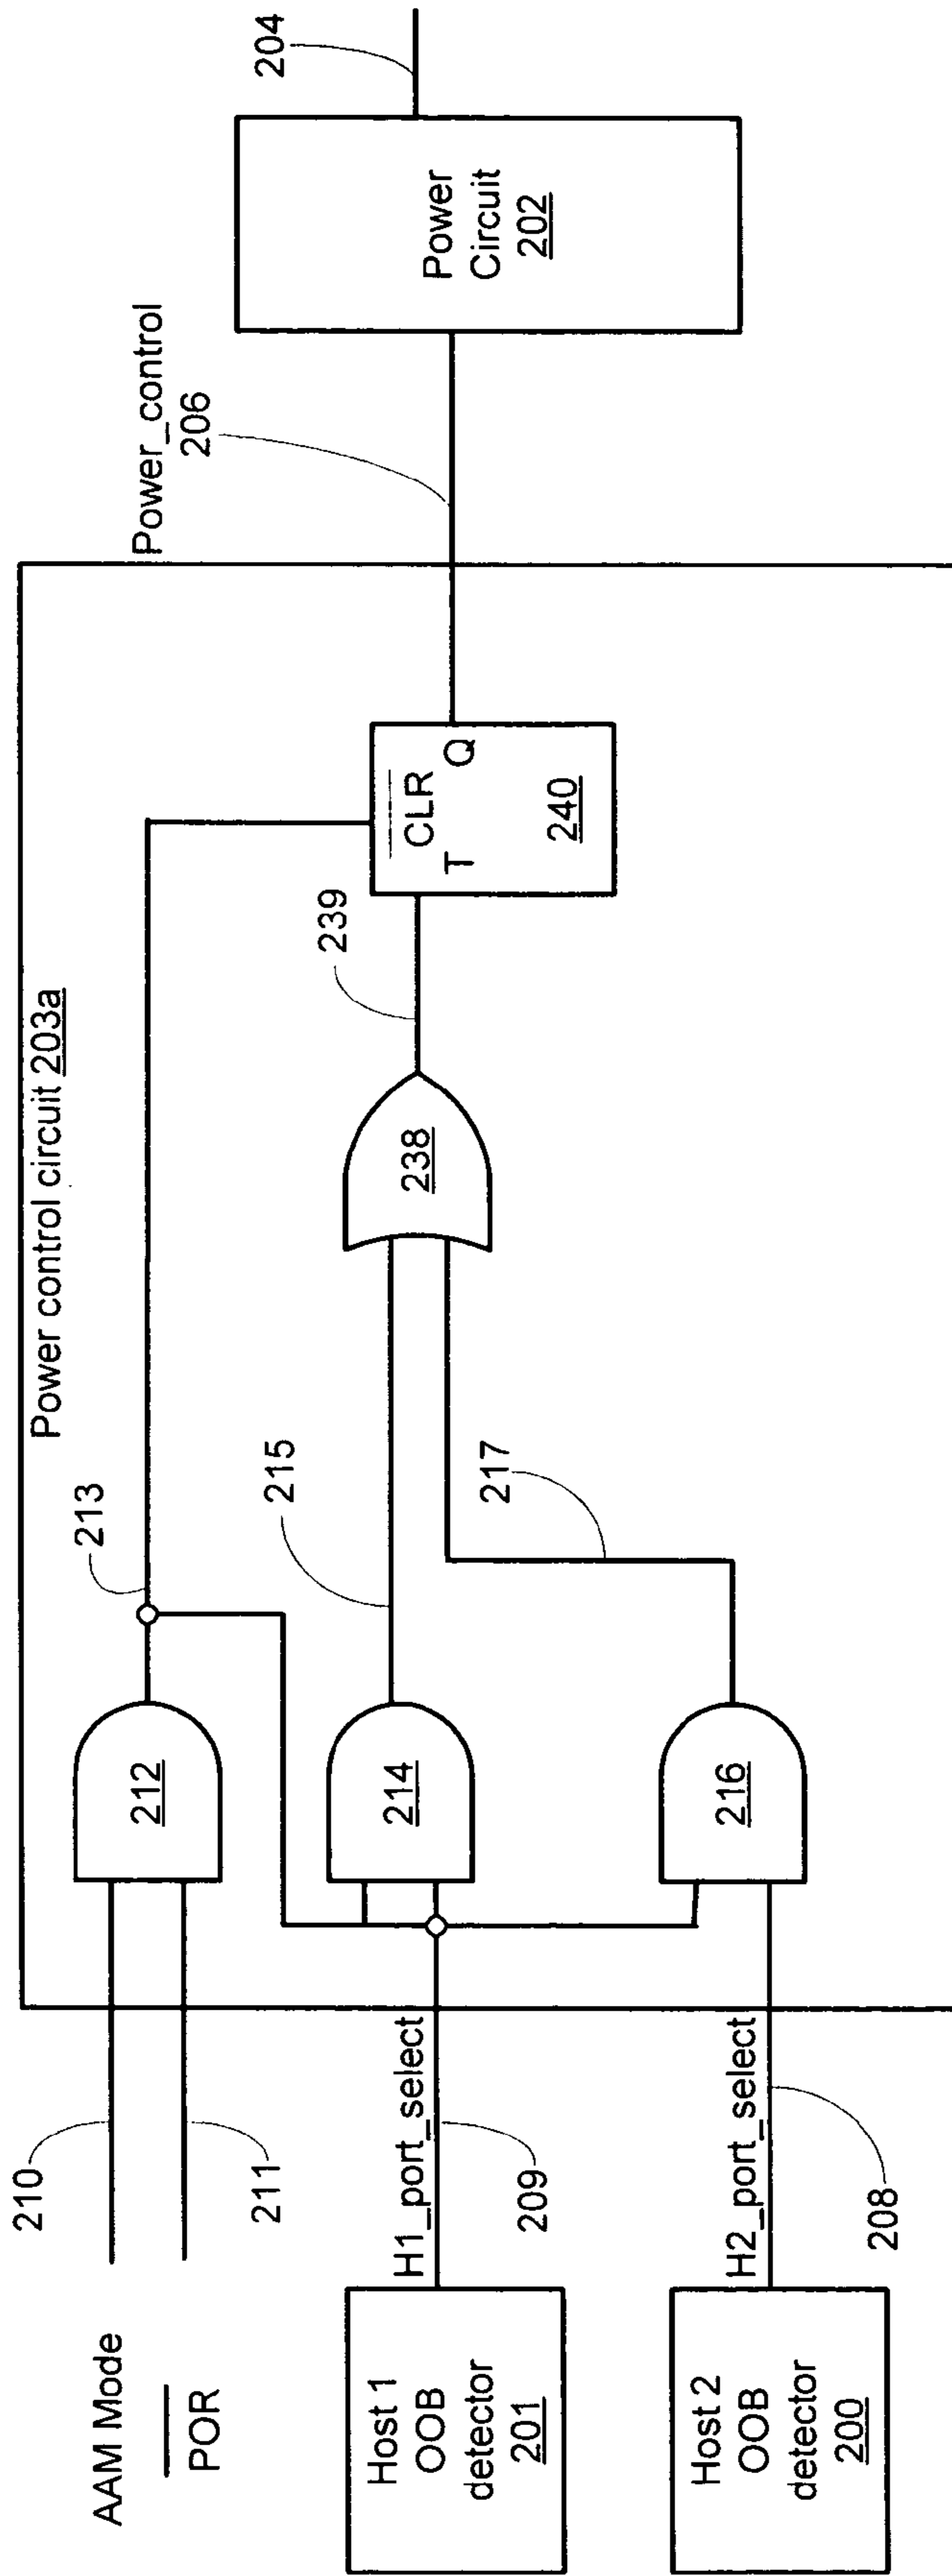 Power control circuit 203a
AAM Mode
POR
210
211
212
213
Host 1
OOB
detector
201
H1_port_select
209
214
215
Host 2
OOB
detector
200
H2_port_select
208
216
217
238
239
CLR
T
Q
240
Power_control
206
Power
Circuit
202
204